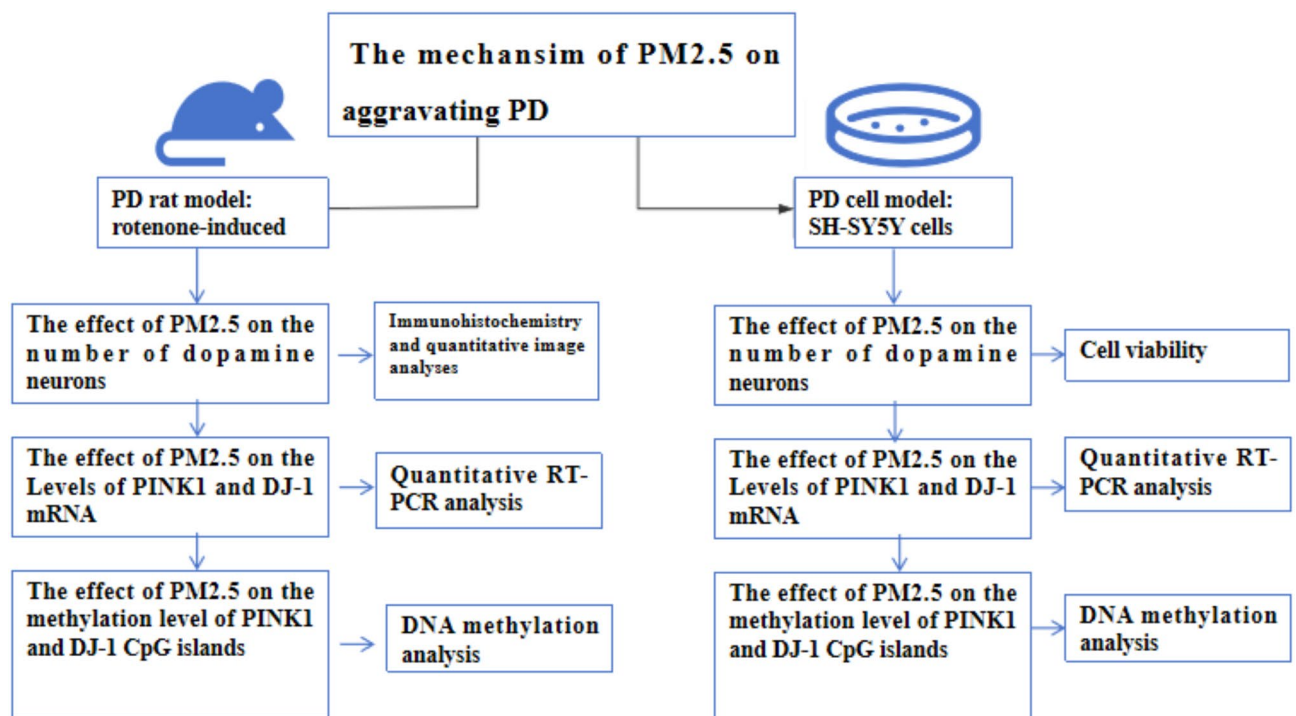 The mechansim of PM2.5 on
aggravating PD
PD rat model:
rotenone-induced
PD cell model:
SH-SY5Y cells
The effect of PM2.5 on the
number of dopamine
neurons
Immunohistochemistry
and quantitative image
analyses
The effect of PM2.5 on the
number of dopamine
neurons
Cell viability
The effect of PM2.5 on the
Levels of PINK1 and DJ-1
mRNA
Quantitative RT-
PCR analysis
The effect of PM2.5 on the
Levels of PINK1 and DJ-1
mRNA
Quantitative RT-
PCR analysis
The effect of PM2.5 on the
methylation level of PINK1
and DJ-1 CpG islands
DNA methylation
analysis
The effect of PM2.5 on the
methylation level of PINK1
and DJ-1 CpG islands
DNA methylation
analysis